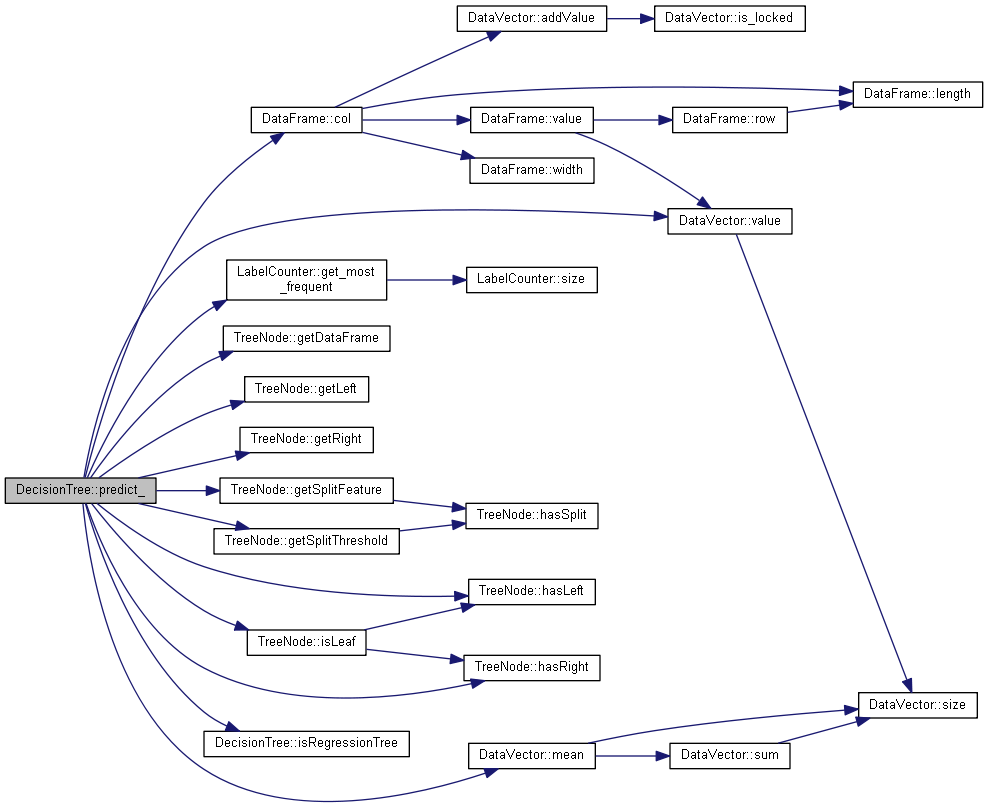 DataVector::addValue
DataVector::is_locked
DataFrame::length
DataFrame::col
DataFrame::value
DataFrame::row
DataFrame::width
DataVector::value
LabelCounter::get_most
_frequent
LabelCounter::size
TreeNode::getDataFrame
TreeNode::getLeft
TreeNode::getRight
DecisionTree::predict_
TreeNode::getSplitFeature
TreeNode::hasSplit
TreeNode::getSplitThreshold
TreeNode::hasLeft
TreeNode::isLeaf
TreeNode::hasRight
DataVector::size
DecisionTree::isRegressionTree
DataVector::mean
DataVector::sum